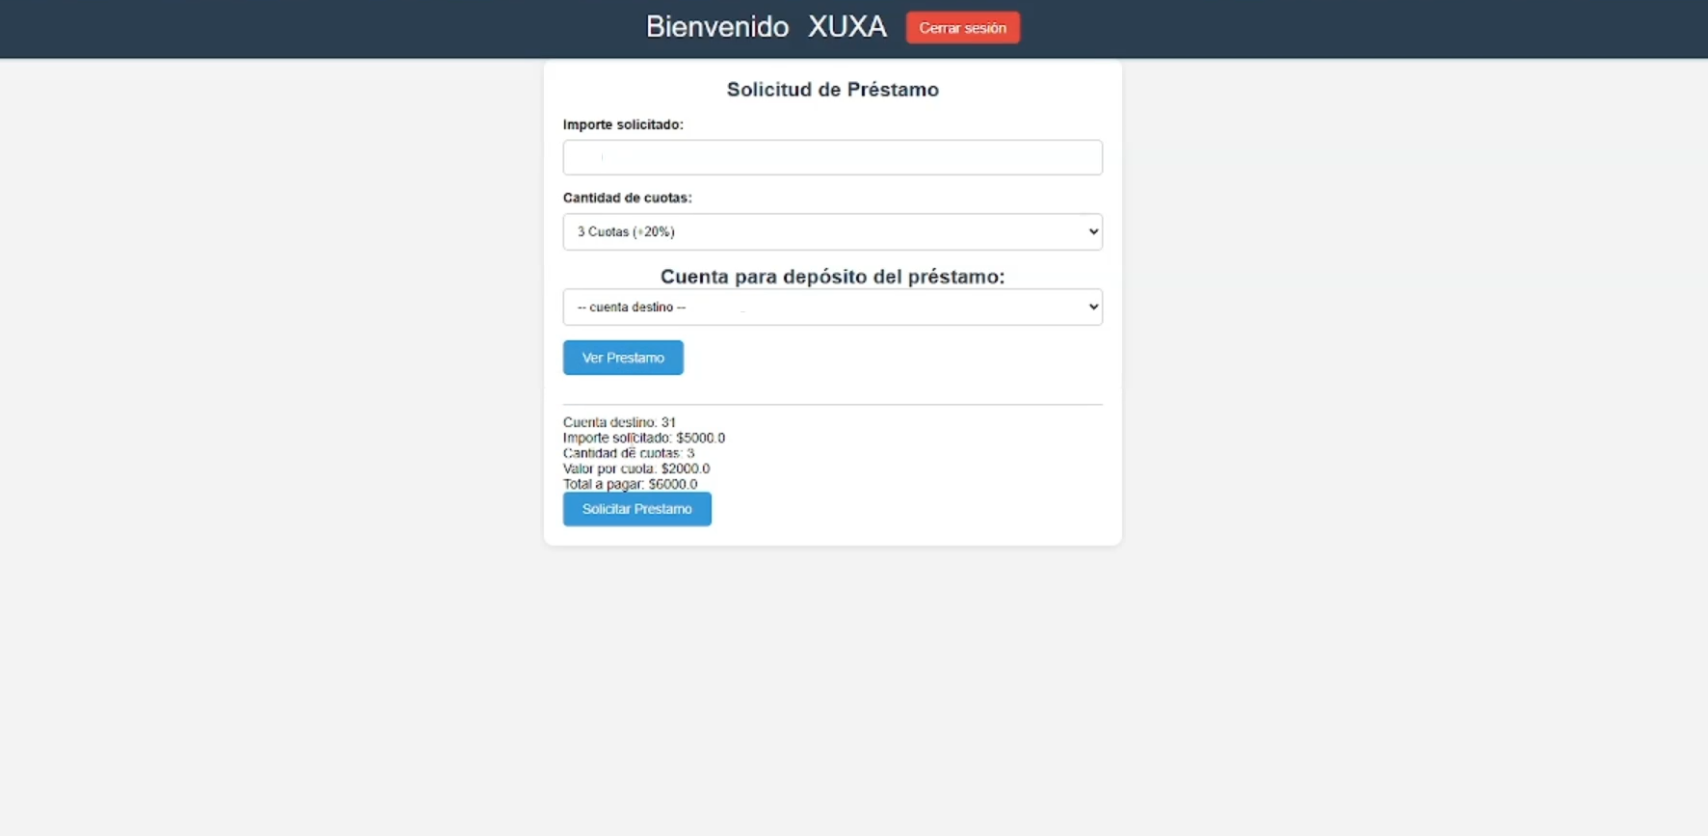 Bienvenido XUXA Cerrar sesión
Solicitud de Préstamo
Importe solicitado:
Cantidad de cuotas:
3 Cuotas (+20%)
Cuenta para depósito del préstamo:
-- cuenta destino --
Ver Prestamo
Cuenta destino: 31
Importe solicitado: $5000.0
Cantidad de cuotas: 3
Valor por cuota: $2000.0
Total a pagar: $6000.0
Solicitar Prestamo